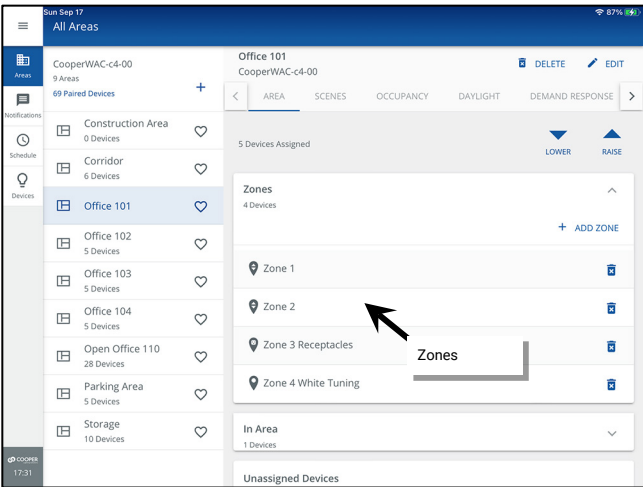 Sun Sep 17
87%
All Areas
Areas
Notifications
Schedule
Devices
CooperWAC-c4-00
9 Areas
69 Paired Devices
+
Construction Area
0 Devices
Corridor
6 Devices
Office 101
Office 102
5 Devices
Office 103
5 Devices
Office 104
5 Devices
Open Office 110
28 Devices
Parking Area
5 Devices
Storage
10 Devices
COOPER
17:31
Office 101
CooperWAC-c4-00
DELETE
EDIT
< AREA SCENES OCCUPANCY DAYLIGHT DEMAND RESPONSE >
5 Devices Assigned
LOWER RAISE
Zones
4 Devices
+ ADD ZONE
Zone 1
Zone 2
Zone 3 Receptacles
Zone 4 White Tuning
Zones
In Area
1 Devices
Unassigned Devices